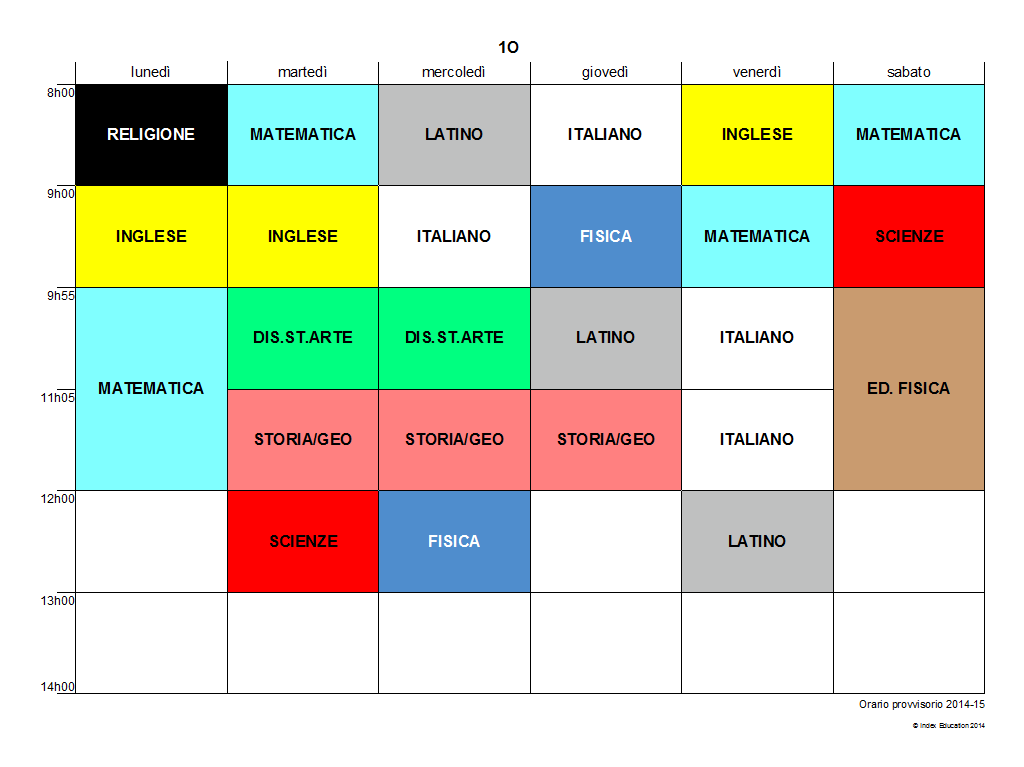 1O
lunedì martedì mercoledì giovedì venerdì sabato
8h00
RELIGIONE MATEMATICA LATINO ITALIANO INGLESE MATEMATICA
9h00
INGLESE INGLESE ITALIANO FISICA MATEMATICA SCIENZE
9h55
DIS.ST.ARTE DIS.ST.ARTE LATINO ITALIANO
MATEMATICA ED. FISICA
11h05
STORIA/GEO STORIA/GEO STORIA/GEO ITALIANO
12h00
SCIENZE FISICA LATINO
13h00
14h00
Orario provvisorio 2014-15
© Index Education 2014